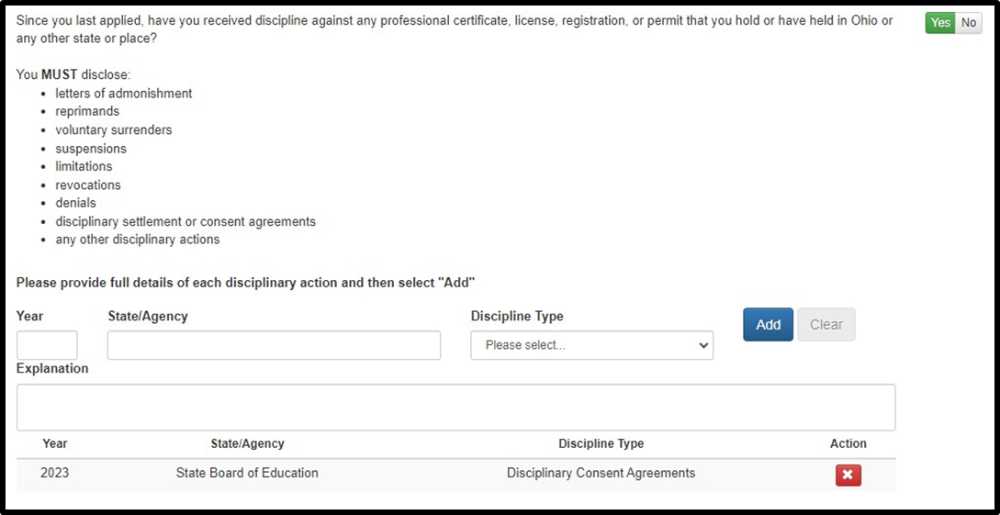 Since you last applied, have you received discipline against any professional certificate, license, registration, or permit that you hold or have held in Ohio or
any other state or place?
Yes No
You MUST disclose:
• letters of admonishment
• reprimands
• voluntary surrenders
• suspensions
• limitations
• revocations
• denials
• disciplinary settlement or consent agreements
• any other disciplinary actions
Please provide full details of each disciplinary action and then select "Add"
Year State/Agency Discipline Type
Please select...
Add Clear
Explanation
Year State/Agency Discipline Type Action
2023 State Board of Education Disciplinary Consent Agreements